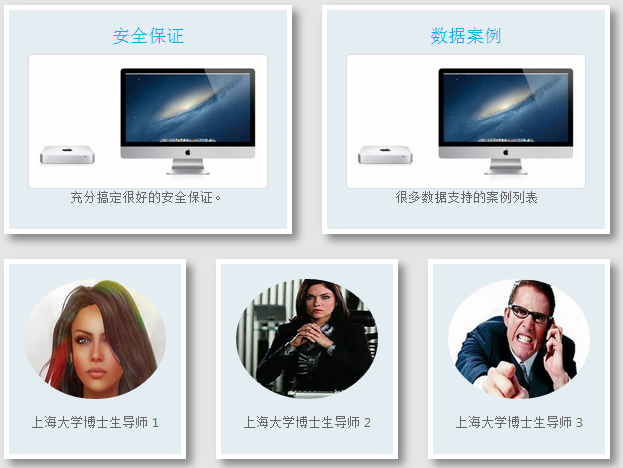 安全保证
数据案例
充分搞定很好的安全保证。
很多数据支持的案例列表
上海大学博士生导师 1
上海大学博士生导师 2
上海大学博士生导师 3